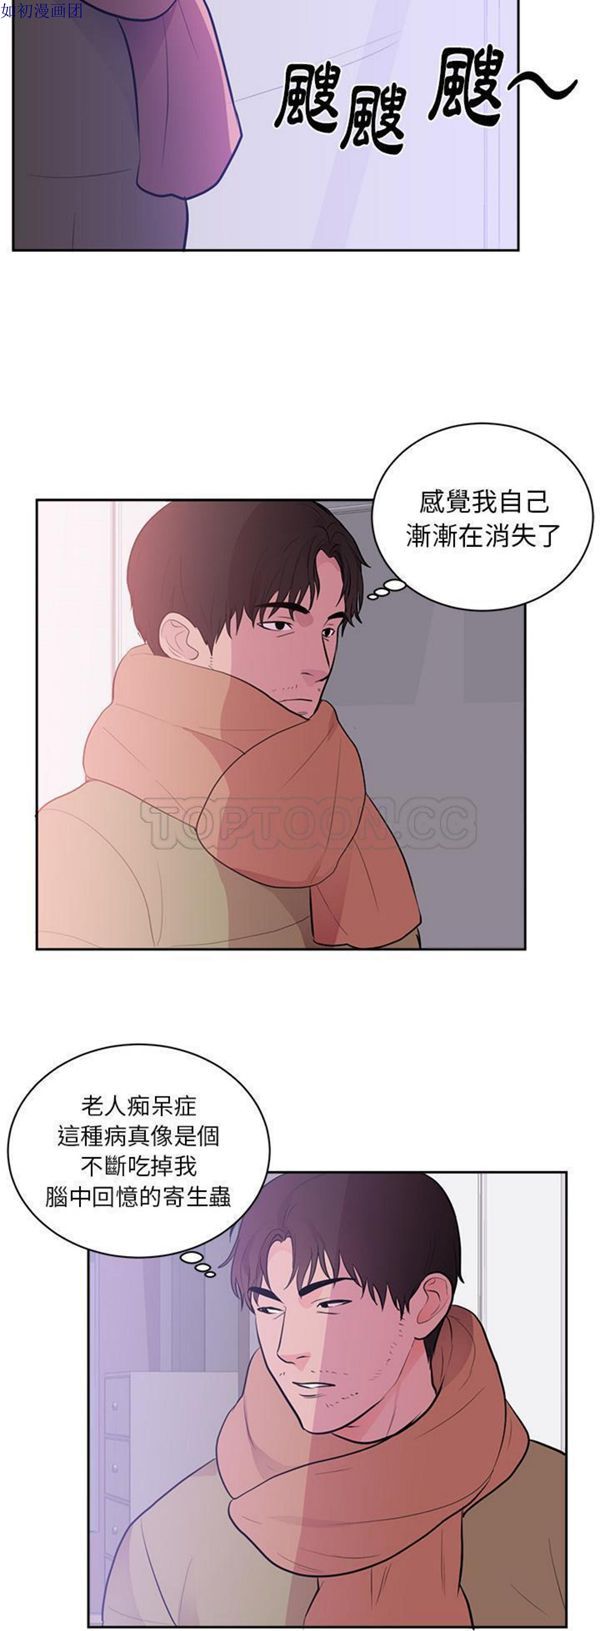 如初漫画团
颼颼颼~
感覺我自己
漸漸在消失了
TOPTOON.CC
老人痴呆症
這種病真像是個
不斷吃掉我
腦中回憶的寄生蟲